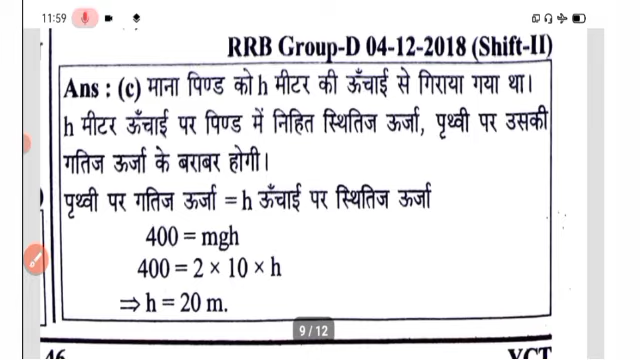 11:59
RRB Group-D 04-12-2018 (Shift-II)
Ans : (c) माना पिण्ड को h मीटर की ऊँचाई से गिराया गया था।
h मीटर ऊँचाई पर पिण्ड में निहित स्थितिज ऊर्जा, पृथ्वी पर उसकी
गतिज ऊर्जा के बराबर होगी।
पृथ्वी पर गतिज ऊर्जा = h ऊँचाई पर स्थितिज ऊर्जा
400 = mgh
400 = 2 × 10 × h
⇒ h = 20 m.
9 / 12
46
YCT